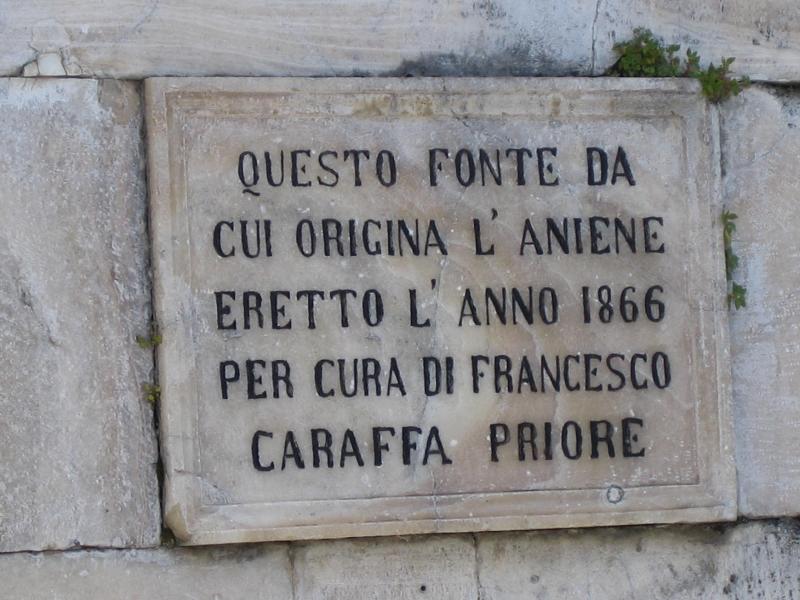 QUESTO FONTE DA
CUI ORIGINA L'ANIENE
ERETTO L'ANNO 1866
PER CURA DI FRANCESCO
CARAFFA PRIORE